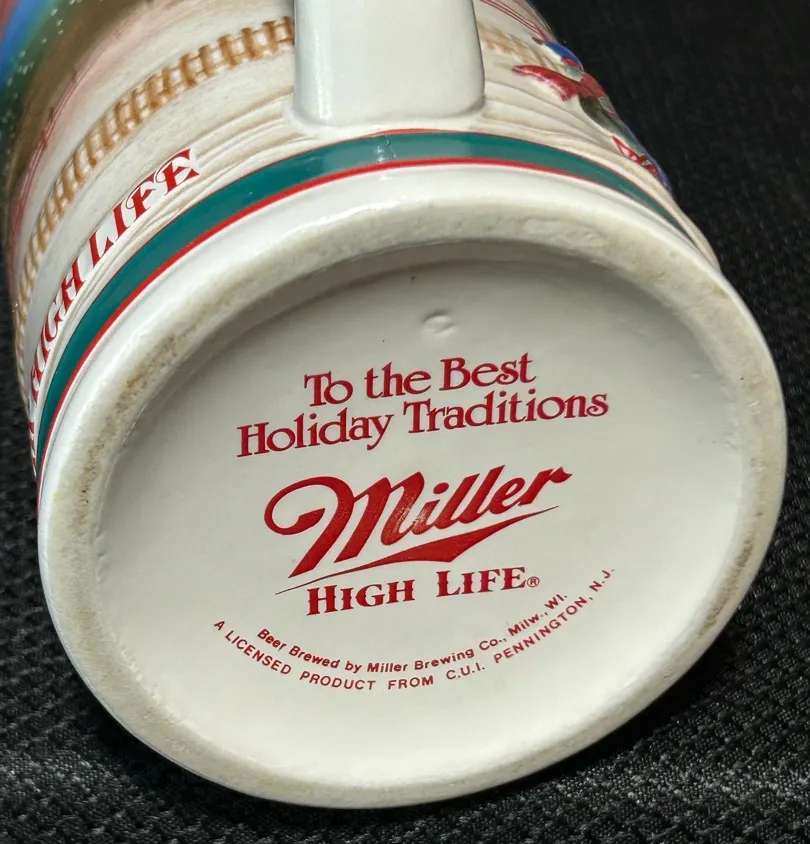 HIGH LIFE
To the Best
Holiday Traditions
Miller
HIGH LIFE®
Beer Brewed by Miller Brewing Co., Milw., WI.
A LICENSED PRODUCT FROM C.U.I. PENNINGTON, N.J.